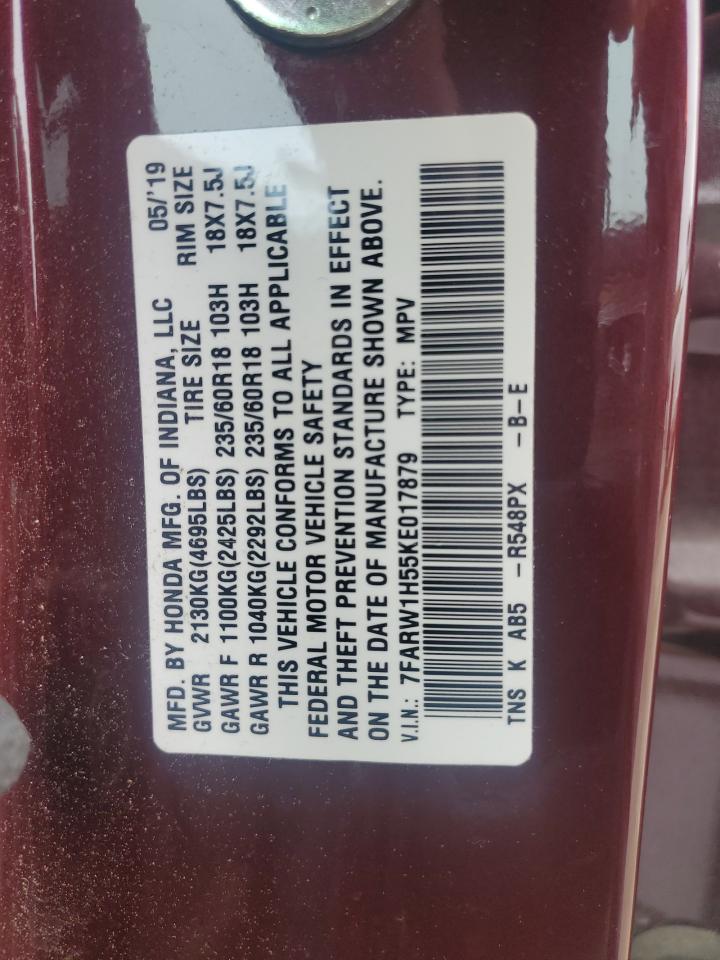 MFD. BY HONDA MFG. OF INDIANA, LLC 05/'19
GVWR 2130KG(4695LBS) TIRE SIZE RIM SIZE
GAWR F 1100KG(2425LBS) 235/60R18 103H 18X7.5J
GAWR R 1040KG(2292LBS) 235/60R18 103H 18X7.5J
THIS VEHICLE CONFORMS TO ALL APPLICABLE
FEDERAL MOTOR VEHICLE SAFETY
AND THEFT PREVENTION STANDARDS IN EFFECT
ON THE DATE OF MANUFACTURE SHOWN ABOVE.
V.I.N.: 7FARW1H55KE017879 TYPE: MPV
TNS K AB5 -R548PX -B-E